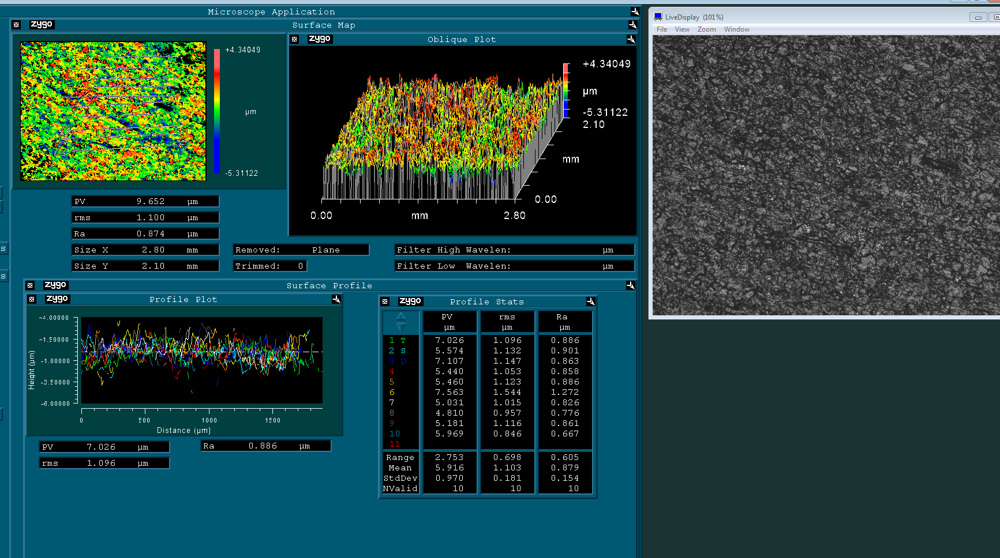 Microscope Application
zygo
Surface Map
+4.34049
µm
-5.31122
zygo
Oblique Plot
+4.34049
µm
-5.31122
2.10
mm
0.00
0.00
mm
2.80
PV 9.652 µm
rms 1.100 µm
Ra 0.874 µm
Size X 2.80 mm
Size Y 2.10 mm
Removed: Plane
Trimmed: 0
Filter High Wavelen: µm
Filter Low Wavelen: µm
s
s
zygo
Surface Profile
zygo
Profile Plot
-4.00000
-1.50000
-1.00000
-3.50000
-6.00000
Height (µm)
0 500 1000 1500
Distance (µm)
PV 7.026 µm
rms 1.096 µm
Ra 0.886 µm
zygo
Profile Stats
PV rms Ra
µm µm µm
1 T 7.026 1.096 0.886
2 S 5.574 1.132 0.901
3 D 7.107 1.147 0.863
4 5.440 1.053 0.858
5 5.460 1.123 0.886
6 7.563 1.544 1.272
7 5.031 1.015 0.826
8 4.810 0.957 0.776
9 5.181 1.116 0.861
10 5.969 0.846 0.667
11
Range 2.753 0.698 0.605
Mean 5.916 1.103 0.879
StdDev 0.970 0.181 0.154
NValid 10 10 10
LiveDisplay (101%)
File View Zoom Window